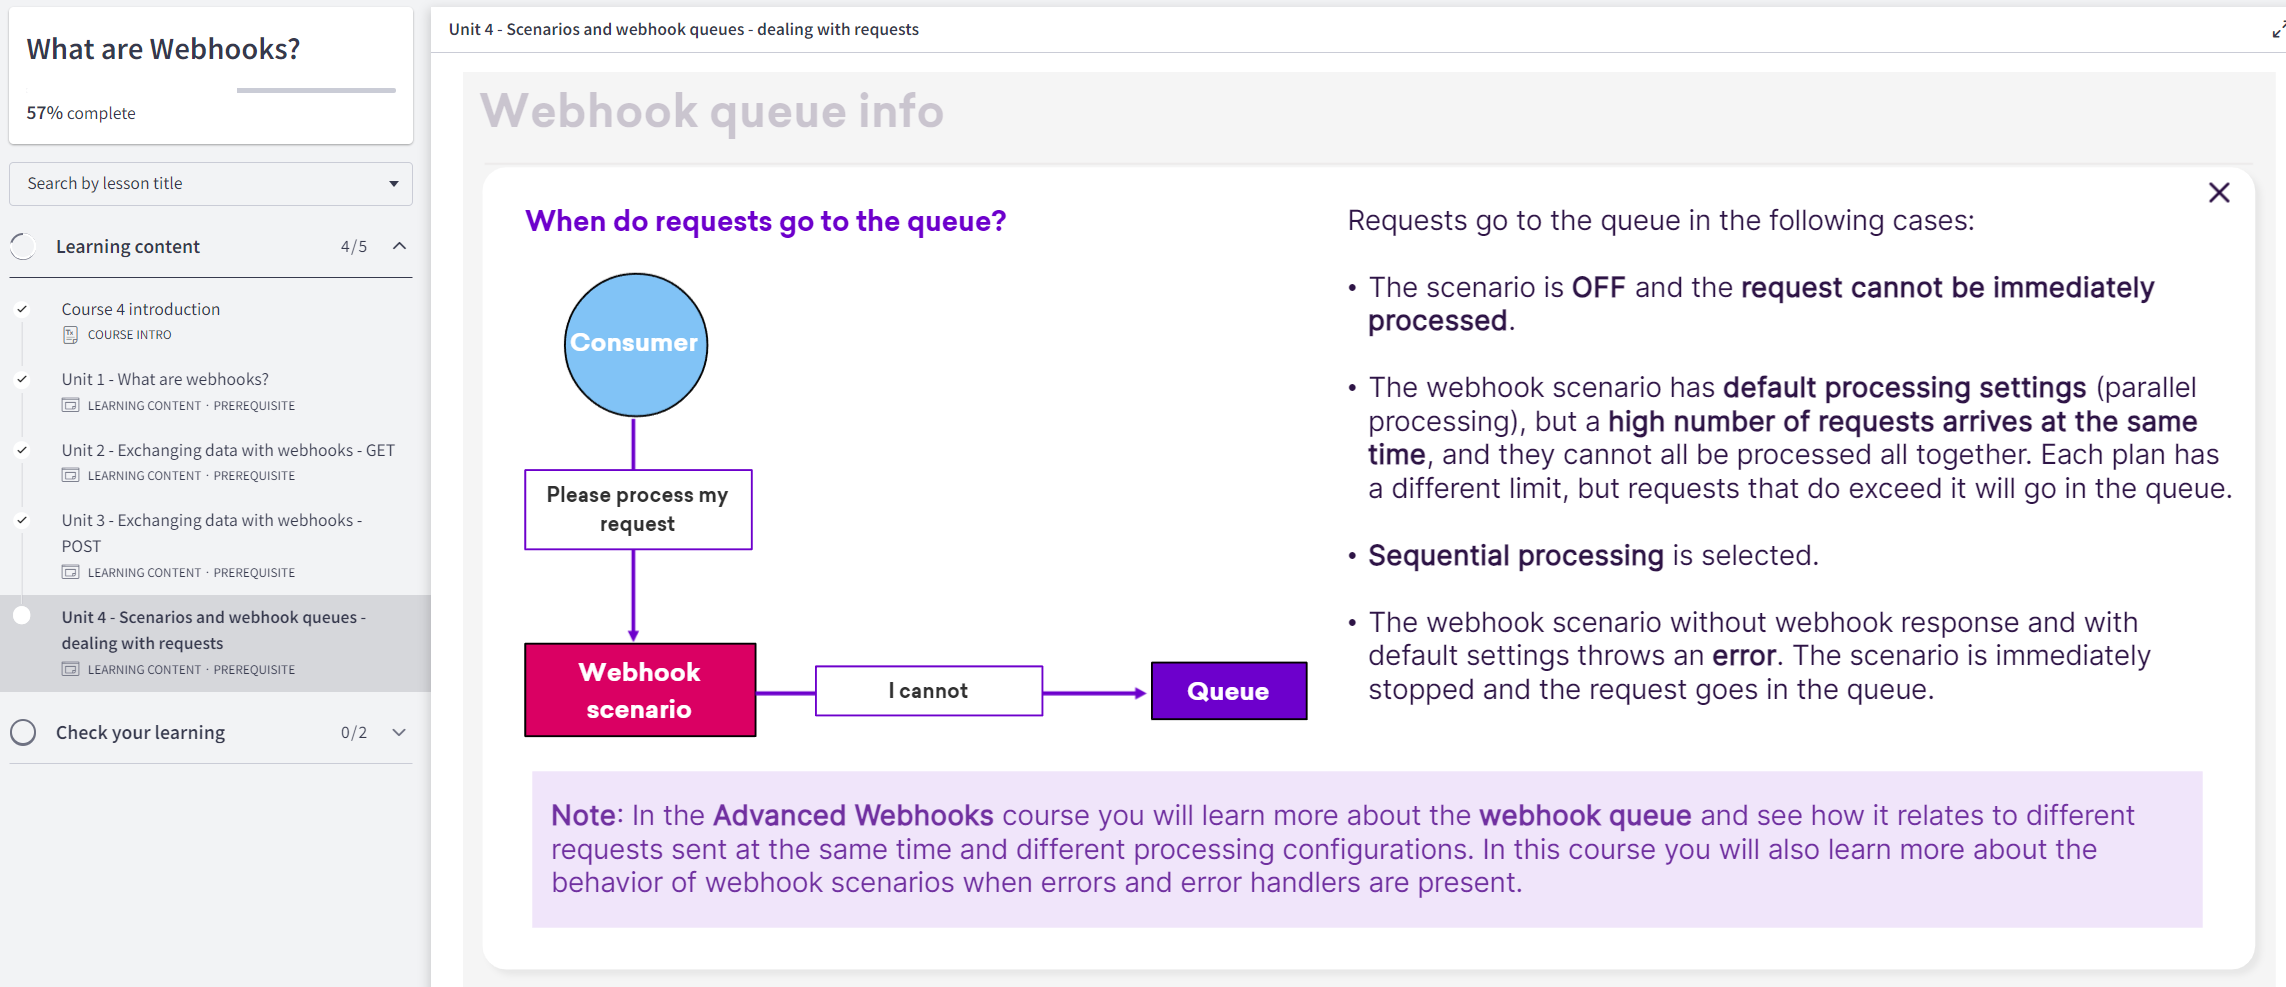 What are Webhooks?
57% complete
Search by lesson title
Learning content 4/5
Course 4 introduction
COURSE INTRO
Unit 1 - What are webhooks?
LEARNING CONTENT · PREREQUISITE
Unit 2 - Exchanging data with webhooks - GET
LEARNING CONTENT · PREREQUISITE
Unit 3 - Exchanging data with webhooks -
POST
LEARNING CONTENT · PREREQUISITE
Unit 4 - Scenarios and webhook queues -
dealing with requests
LEARNING CONTENT · PREREQUISITE
Check your learning 0/2
Unit 4 - Scenarios and webhook queues - dealing with requests
Webhook queue info
When do requests go to the queue?
Consumer
Please process my
request
Webhook
scenario
I cannot
Queue
Requests go to the queue in the following cases:
• The scenario is OFF and the request cannot be immediately
processed.
• The webhook scenario has default processing settings (parallel
processing), but a high number of requests arrives at the same
time, and they cannot all be processed all together. Each plan has
a different limit, but requests that do exceed it will go in the queue.
• Sequential processing is selected.
• The webhook scenario without webhook response and with
default settings throws an error. The scenario is immediately
stopped and the request goes in the queue.
Note: In the Advanced Webhooks course you will learn more about the webhook queue and see how it relates to different
requests sent at the same time and different processing configurations. In this course you will also learn more about the
behavior of webhook scenarios when errors and error handlers are present.